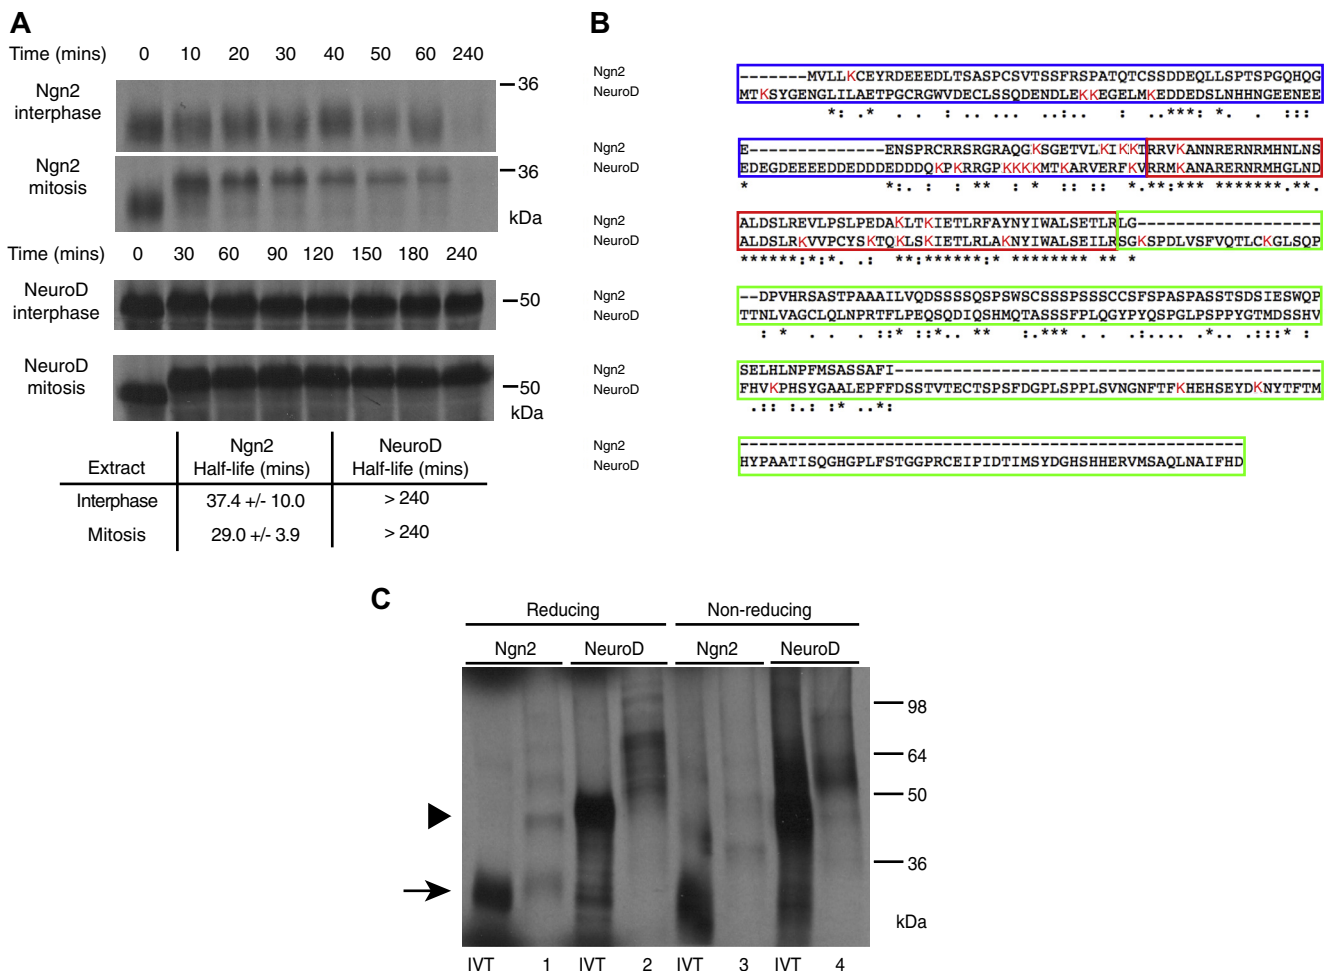 A
Time (mins) 0 10 20 30 40 50 60 240
Ngn2 interphase
36
Ngn2 mitosis
36
kDa
Time (mins) 0 30 60 90 120 150 180 240
NeuroD interphase
50
NeuroD mitosis
50
kDa
Extract
Ngn2 Half-life (mins)
NeuroD Half-life (mins)
Interphase 37.4 +/- 10.0 > 240
Mitosis 29.0 +/- 3.9 > 240
B
Ngn2 -------MVLLKCEYRDEEEDLTSASPCSVTSSFRSPATQTCSSDDEQLLSPTSPGQHQG
NeuroD MTKSYGENGLILAETPGCRGWVDECLSSQDENDLEKKEGELMKEDDEDSLNHHNGEENEE
Ngn2 E--------------ENSPRCRRSRGRAQGKSGETVLKIKKTRRVKANNRERNRMHNLNS
NeuroD EDEGDEEEEDDEDDDEDDDQKPKRRGPKKKKMTKARVERFKVRRMKANARERNRMHGLND
Ngn2 ALDSLREVLPSLPEDAKLTKIETLRFAYNYIWALSETLRLG-------------------
NeuroD ALDSLRKVVPCYSKTQKLSKIETLRLAKNYIWALSEILRSGKSPDLVSFVQTLCKGLSQP
Ngn2 --DPVHRSASTPAAAILVQDSSSSQSPSWSCSSSPSSSCCSFSPASPASSTSDSIESWQP
NeuroD TTNLVAGCLQLNPRTFLPEQSQDIQSHMQTASSSFPLQGYPYQSPGLPSPPYGTMDSSHV
Ngn2 SELHLNPFMSASSAFI--------------------------------------------
NeuroD FHVKPHSYGAALEPFFDSSTVTECTSPSFDGPLSPPLSVNGNFTFKHEHSEYDKNYTFTM
Ngn2 ----------------------------------------------------
NeuroD HYPAATISQGHGPLFSTGGPRCEIPIDTIMSYDGHSHHERVMSAQLNAIFHD
C
Reducing Non-reducing
Ngn2 NeuroD Ngn2 NeuroD
98
64
50
36
kDa
IVT 1 IVT 2 IVT 3 IVT 4